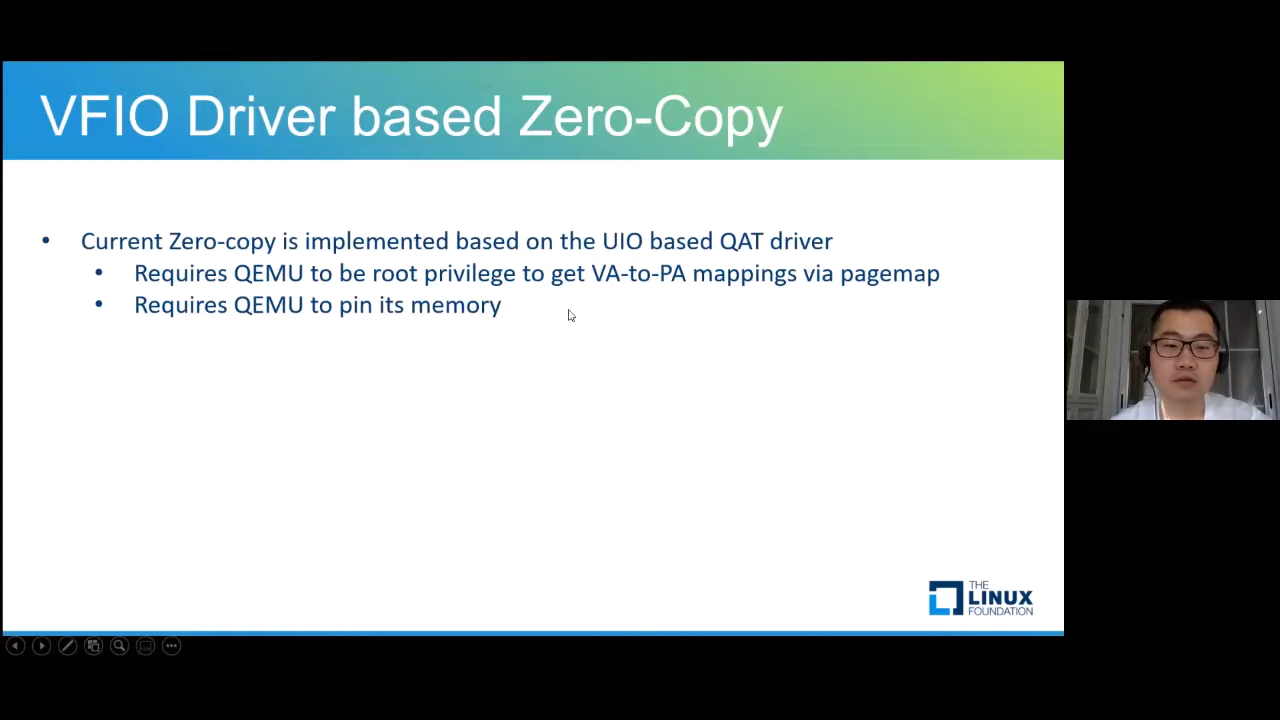 VFIO Driver based Zero-Copy
Current Zero-copy is implemented based on the UIO based QAT driver
Requires QEMU to be root privilege to get VA-to-PA mappings via pagemap
Requires QEMU to pin its memory
THE
LINUX
FOUNDATION